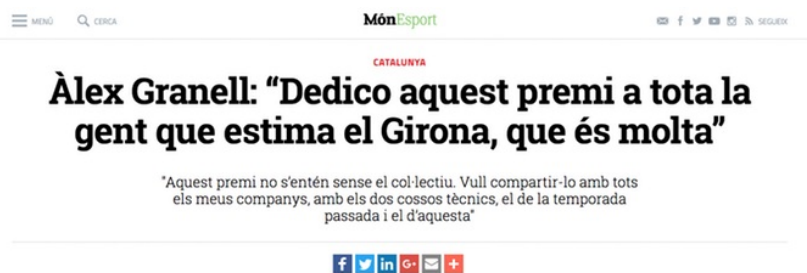 MENÚ
CERCA
MónEsport
SEGUEIX
CATALUNYA
Àlex Granell: “Dedico aquest premi a tota la
gent que estima el Girona, que és molta”
"Aquest premi no s’entén sense el col·lectiu. Vull compartir-lo amb tots
els meus companys, amb els dos cossos tècnics, el de la temporada
passada i el d’aquesta"